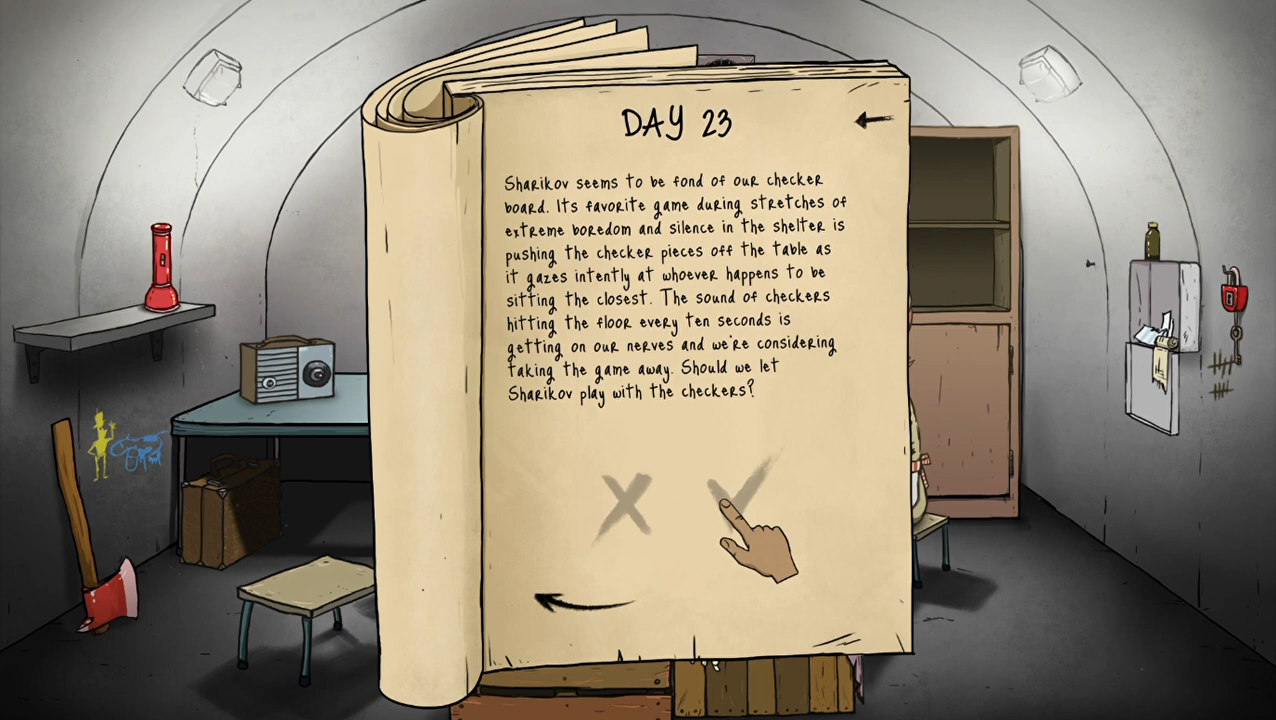 DAY 23
Sharikov seems to be fond of our checker
board. Its favorite game during stretches of
extreme boredom and silence in the shelter is
pushing the checker pieces off the table as
it gazes intently at whoever happens to be
sitting the closest. The sound of checkers
hitting the floor every ten seconds is
getting on our nerves and we're considering
taking the game away. Should we let
Sharikov play with the checkers?